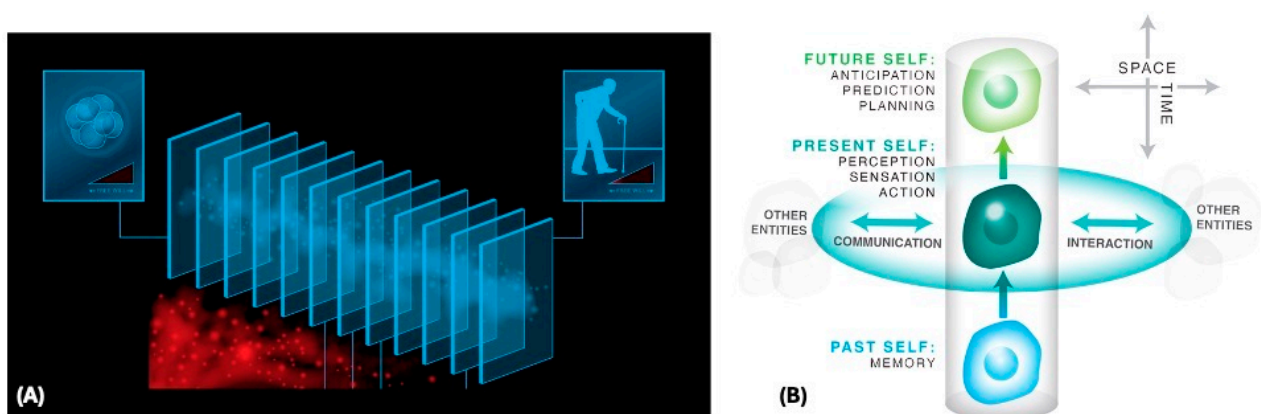 (A)
FUTURE SELF:
ANTICIPATION
PREDICTION
PLANNING
SPACE
TIME
PRESENT SELF:
PERCEPTION
SENSATION
ACTION
OTHER
ENTITIES
COMMUNICATION
INTERACTION
OTHER
ENTITIES
PAST SELF:
MEMORY
(B)